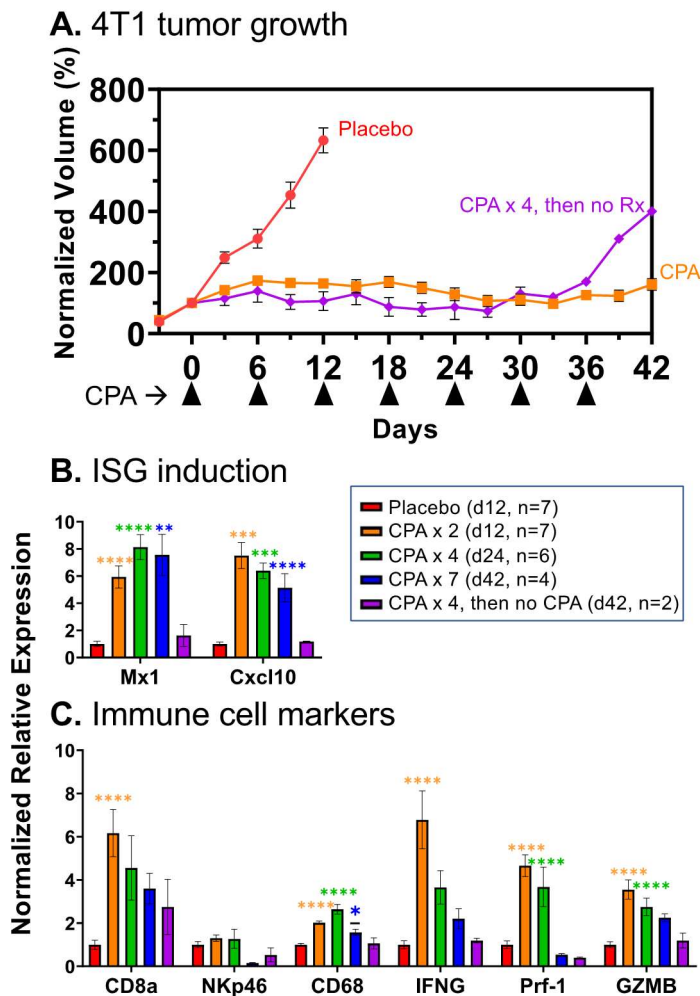 A. 4T1 tumor growth
Normalized Volume (%)
800
600
400
200
0
Placebo
CPA x 4, then no Rx
CPA
0 6 12 18 24 30 36 42
CPA →
Days
B. ISG induction
Normalized Relative Expression
10
8
6
4
2
0
**** **** **
*** *** ****
Mx1 Cxcl10
Placebo (d12, n=7)
CPA x 2 (d12, n=7)
CPA x 4 (d24, n=6)
CPA x 7 (d42, n=4)
CPA x 4, then no CPA (d42, n=2)
C. Immune cell markers
10
8
6
4
2
0
****
**** **** *
****
**** ****
**** ****
CD8a NKp46 CD68 IFNG Prf-1 GZMB